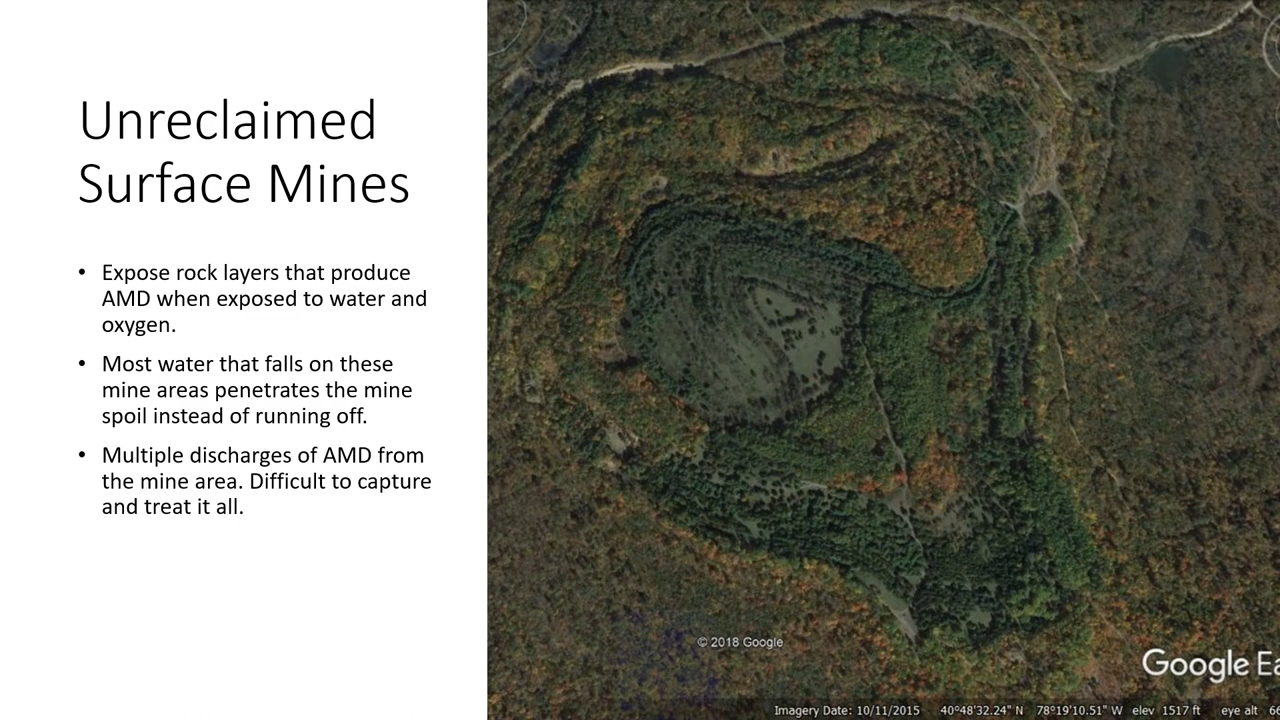 Unreclaimed
Surface Mines
• Expose rock layers that produce
AMD when exposed to water and
oxygen.
• Most water that falls on these
mine areas penetrates the mine
spoil instead of running off.
• Multiple discharges of AMD from
the mine area. Difficult to capture
and treat it all.
© 2018 Google
Google Ea
Imagery Date: 10/11/2015 40°48'32.24" N 78°19'10.51" W elev 1517 ft eye alt 66